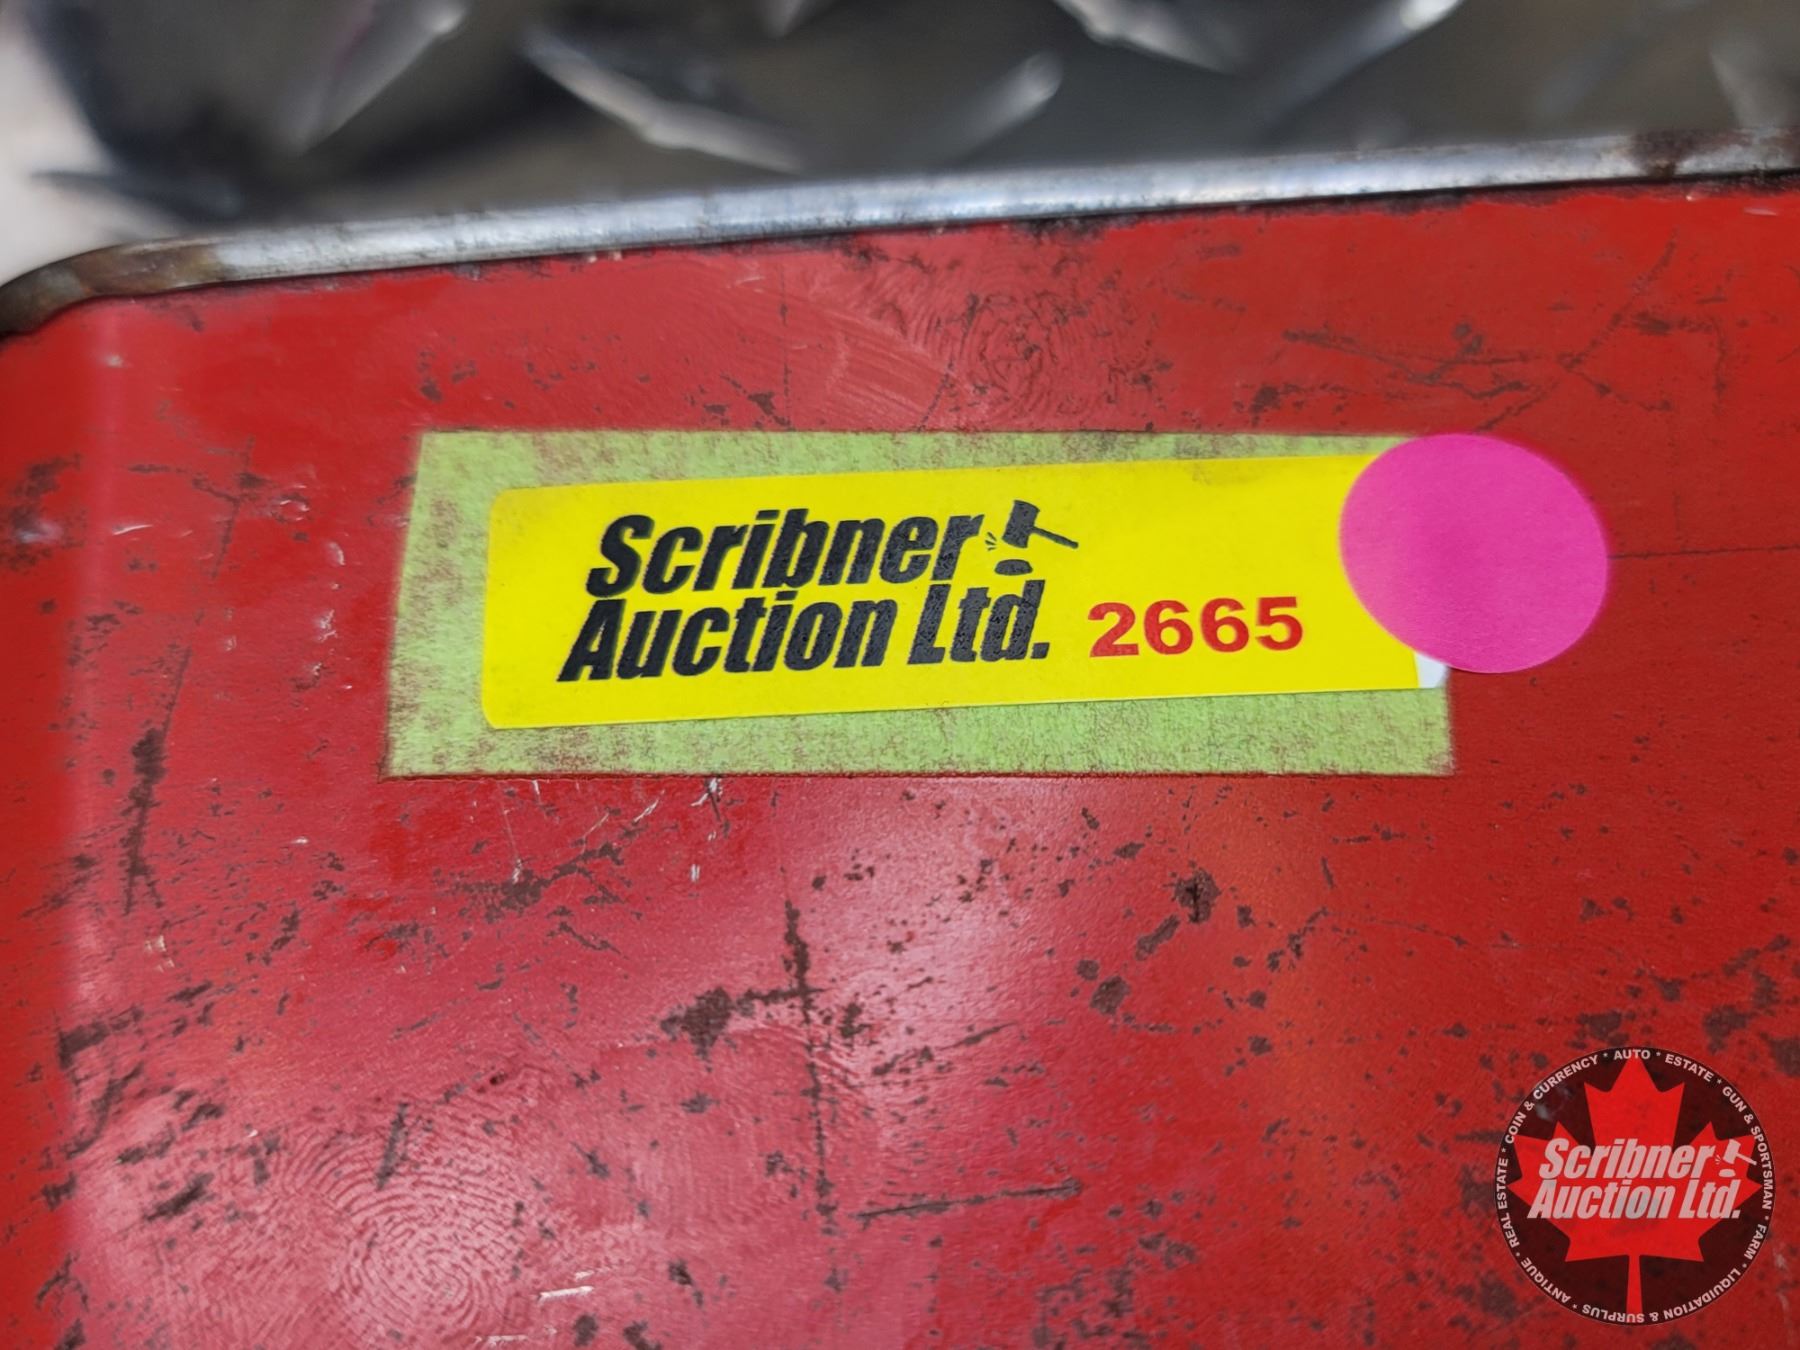 Scribner
Auction Ltd. 2665
COIN & CURRENCY * AUTO * ESTATE * GUN & SPORTSMAN * FARM * LIQUIDATION & SURPLUS * ANTIQUE * REAL ESTATE *
Scribner
Auction Ltd.